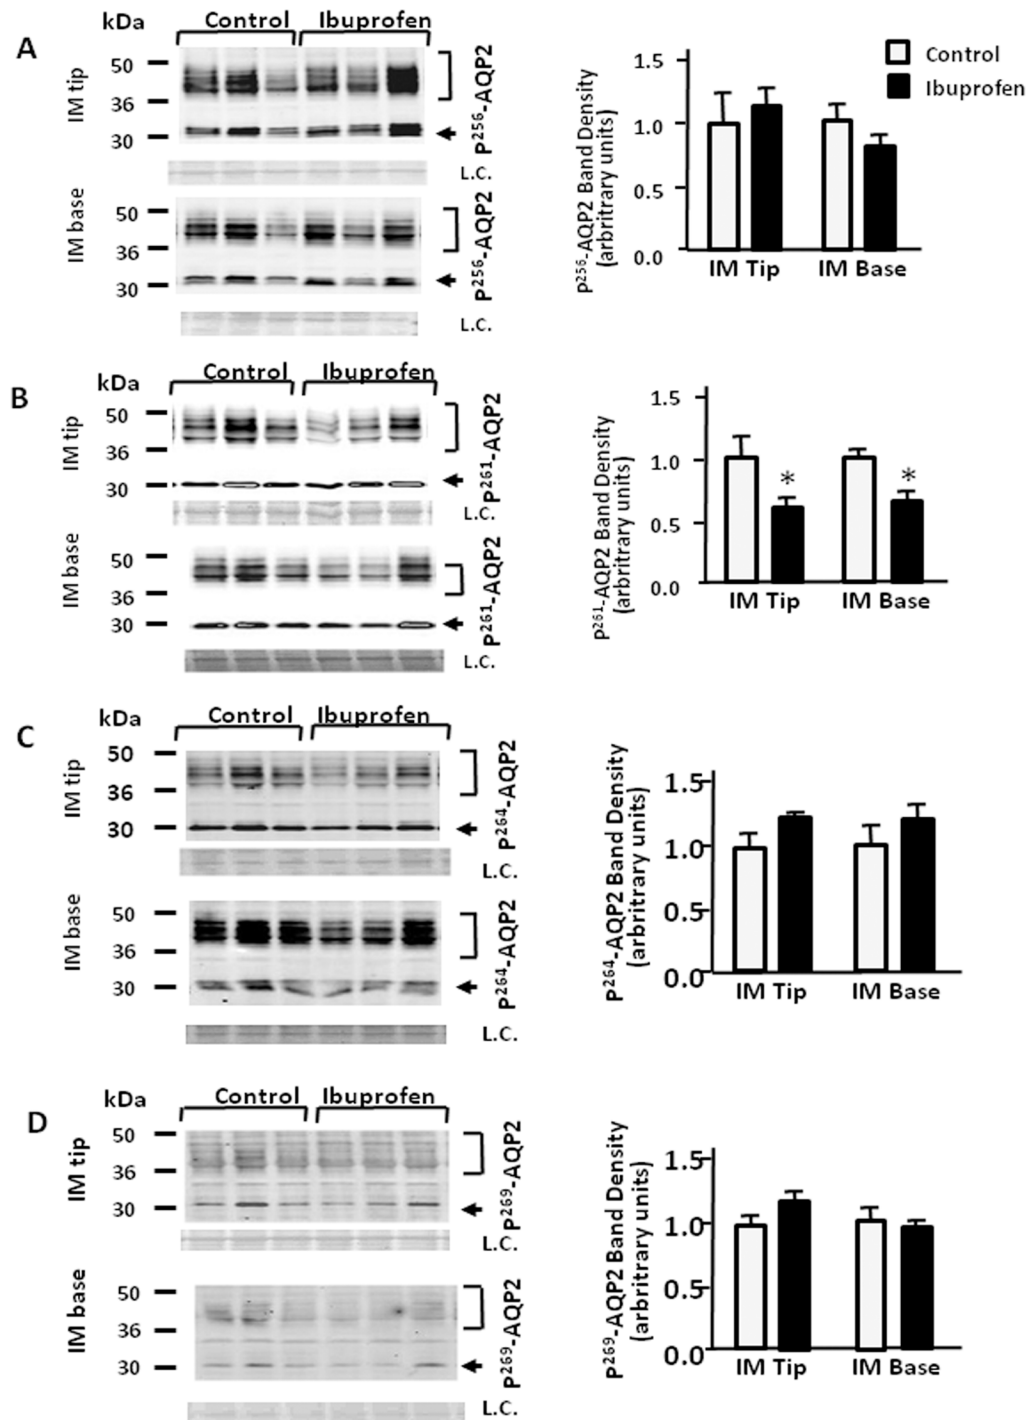 A
kDa
Control
Ibuprofen
IM tip
50
36
30
P256-AQP2
L.C.
IM base
50
36
30
P256-AQP2
L.C.
P256-AQP2 Band Density
(arbritrary units)
1.5
1.0
0.5
0.0
IM Tip
IM Base
Control
Ibuprofen
B
kDa
Control
Ibuprofen
IM tip
50
36
30
P261-AQP2
L.C.
IM base
50
36
30
P261-AQP2
L.C.
P261-AQP2 Band Density
(arbritrary units)
1.5
1.0
0.5
0.0
*
*
IM Tip
IM Base
C
kDa
Control
Ibuprofen
IM tip
50
36
30
P264-AQP2
L.C.
IM base
50
36
30
P264-AQP2
L.C.
P264-AQP2 Band Density
(arbritrary units)
1.5
1.0
0.5
0.0
IM Tip
IM Base
D
kDa
Control
Ibuprofen
IM tip
50
36
30
P269-AQP2
L.C.
IM base
50
36
30
P269-AQP2
L.C.
P269-AQP2 Band Density
(arbritrary units)
1.5
1.0
0.5
0.0
IM Tip
IM Base